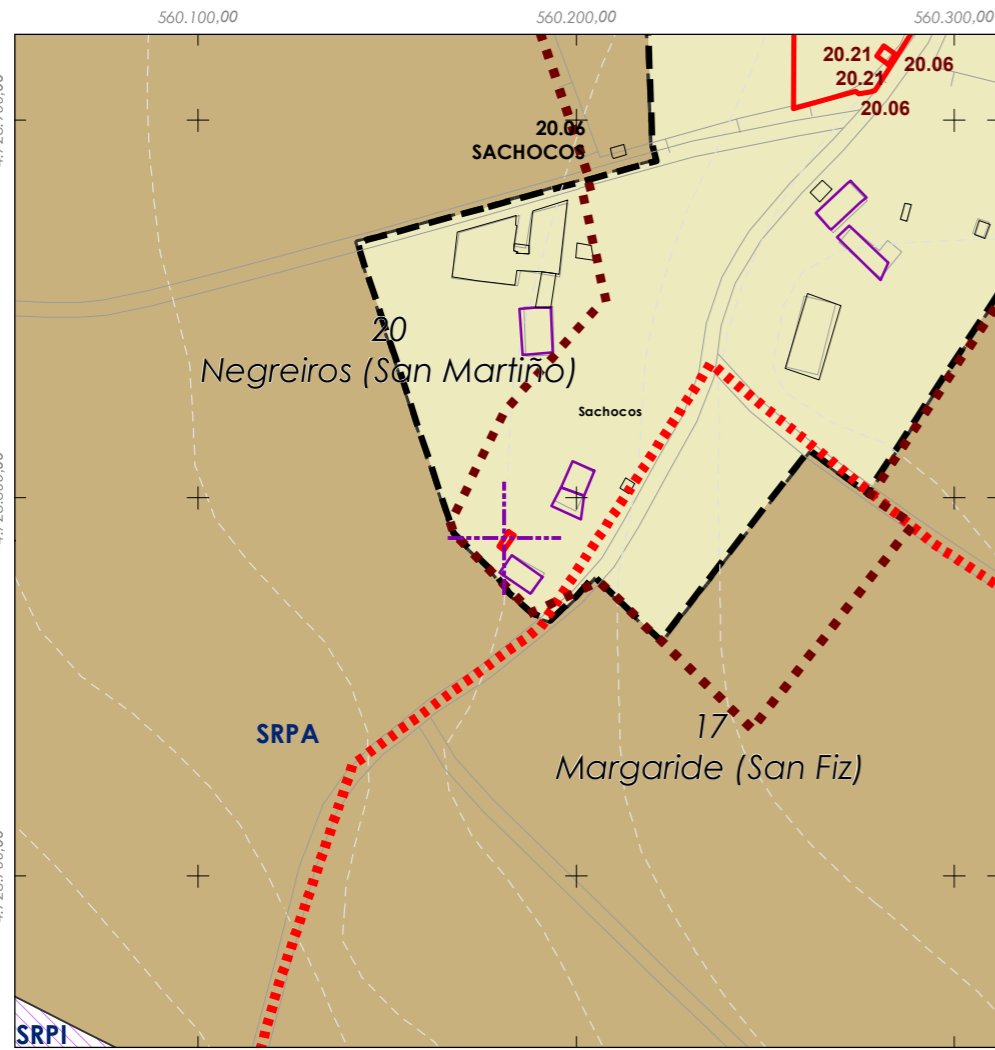 560.100,00
560.200,00
560.300,00
20.21
20.06
20.21
20.06
20.06
SACHOCOS
20
Negreiros (San Martiño)
Sachocos
SRPA
17
Margaride (San Fiz)
SRPI